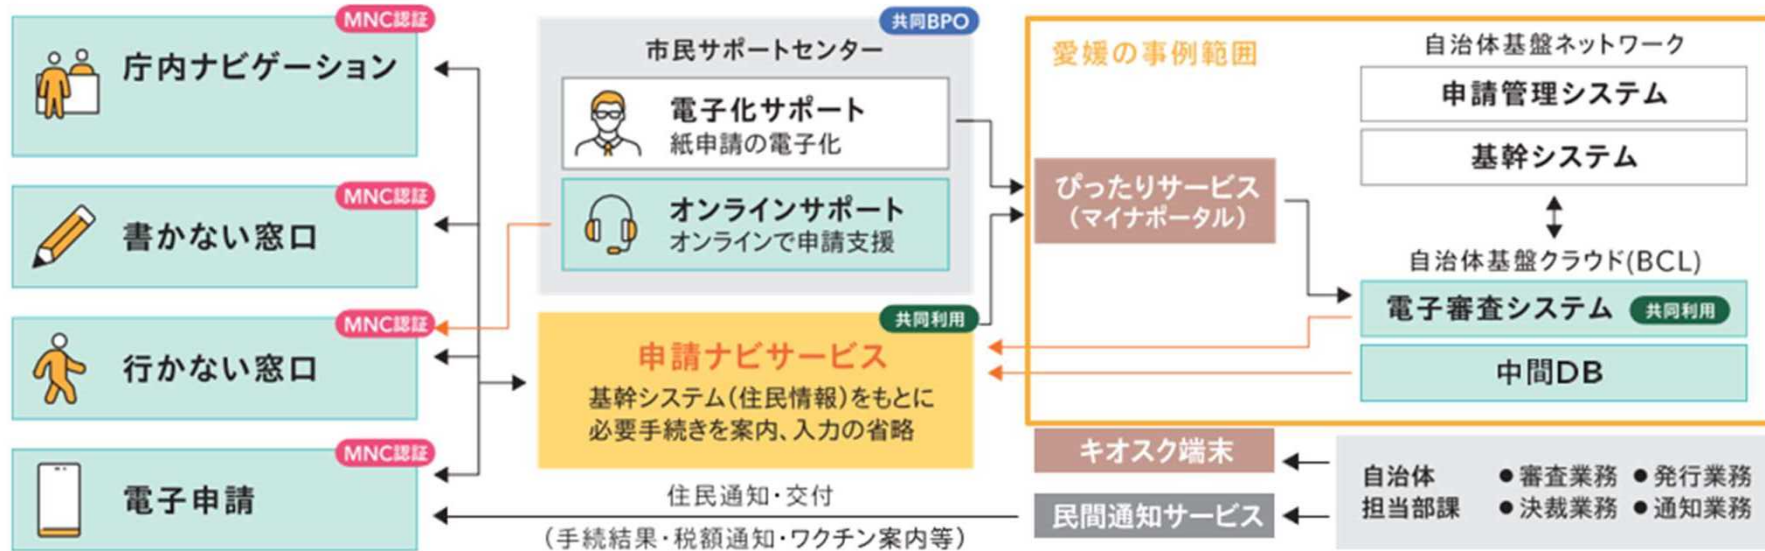 MNC認証
庁内ナビゲーション
MNC認証
書かない窓口
MNC認証
行かない窓口
MNC認証
電子申請
共同BPO
市民サポートセンター
電子化サポート
紙申請の電子化
オンラインサポート
オンラインで申請支援
共同利用
申請ナビサービス
基幹システム(住民情報)をもとに
必要手続きを案内、入力の省略
住民通知・交付
(手続結果・税額通知・ワクチン案内等)
愛媛の事例範囲
ぴったりサービス
(マイナポータル)
自治体基盤ネットワーク
申請管理システム
基幹システム
自治体基盤クラウド(BCL)
電子審査システム 共同利用
中間DB
キオスク端末
民間通知サービス
自治体 ●審査業務 ●発行業務
担当部課 ●決裁業務 ●通知業務